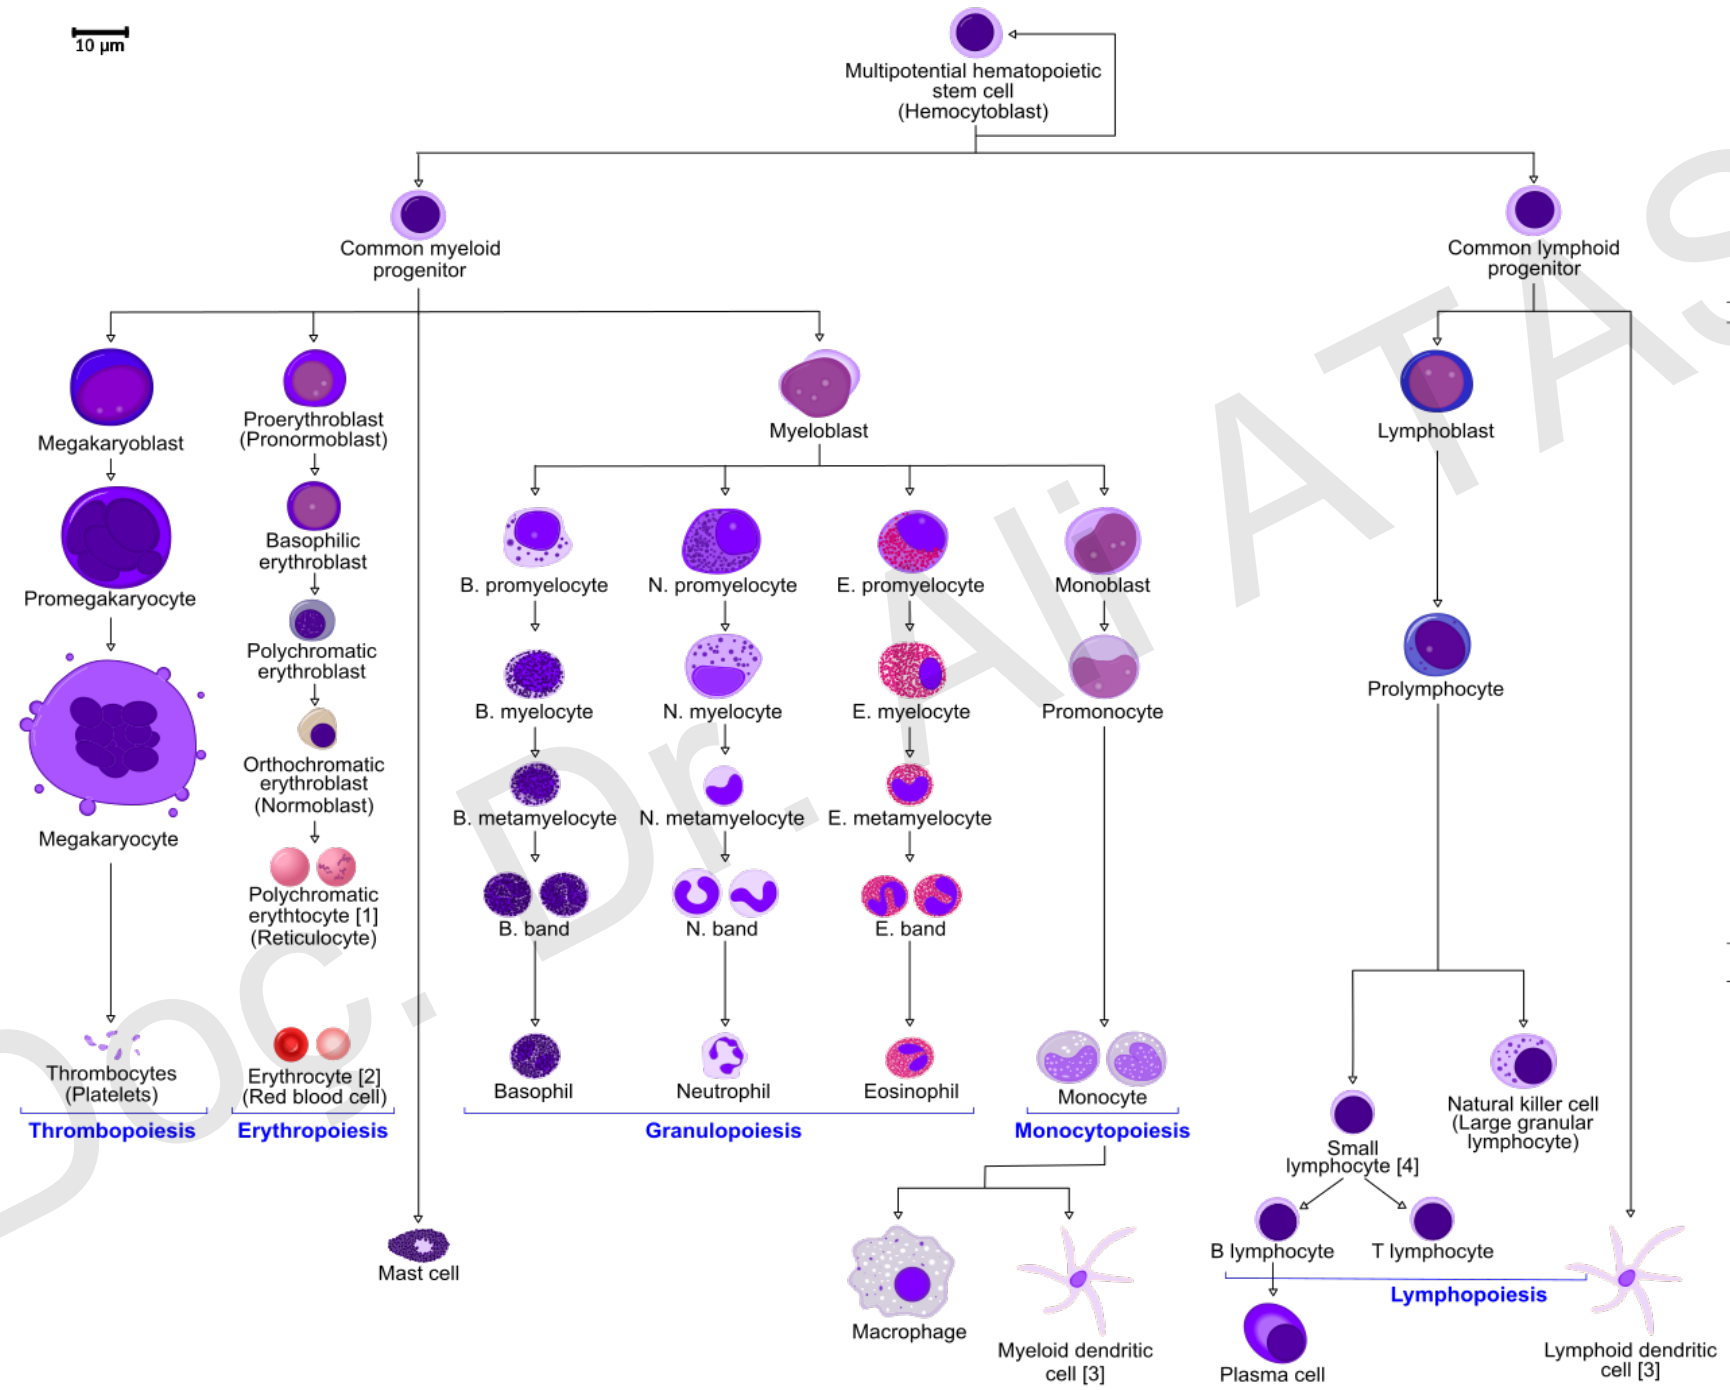 10 µm
Multipotential hematopoietic
stem cell
(Hemocytoblast)
Common myeloid
progenitor
Common lymphoid
progenitor
Megakaryoblast
Proerythroblast
(Pronormoblast)
Myeloblast
Lymphoblast
Promegakaryocyte
Basophilic
erythroblast
B. promyelocyte
N. promyelocyte
E. promyelocyte
Monoblast
Polychromatic
erythroblast
B. myelocyte
N. myelocyte
E. myelocyte
Promonocyte
Prolymphocyte
Megakaryocyte
Orthochromatic
erythroblast
(Normoblast)
B. metamyelocyte
N. metamyelocyte
E. metamyelocyte
Polychromatic
erythtocyte [1]
(Reticulocyte)
B. band
N. band
E. band
Thrombocytes
(Platelets)
Erythrocyte [2]
(Red blood cell)
Basophil
Neutrophil
Eosinophil
Monocyte
Natural killer cell
(Large granular
lymphocyte)
Small
lymphocyte [4]
Thrombopoiesis
Erythropoiesis
Granulopoiesis
Monocytopoiesis
Mast cell
Macrophage
Myeloid dendritic
cell [3]
B lymphocyte
T lymphocyte
Lymphopoiesis
Plasma cell
Lymphoid dendritic
cell [3]
Doç. Dr. Ali ATAŞ